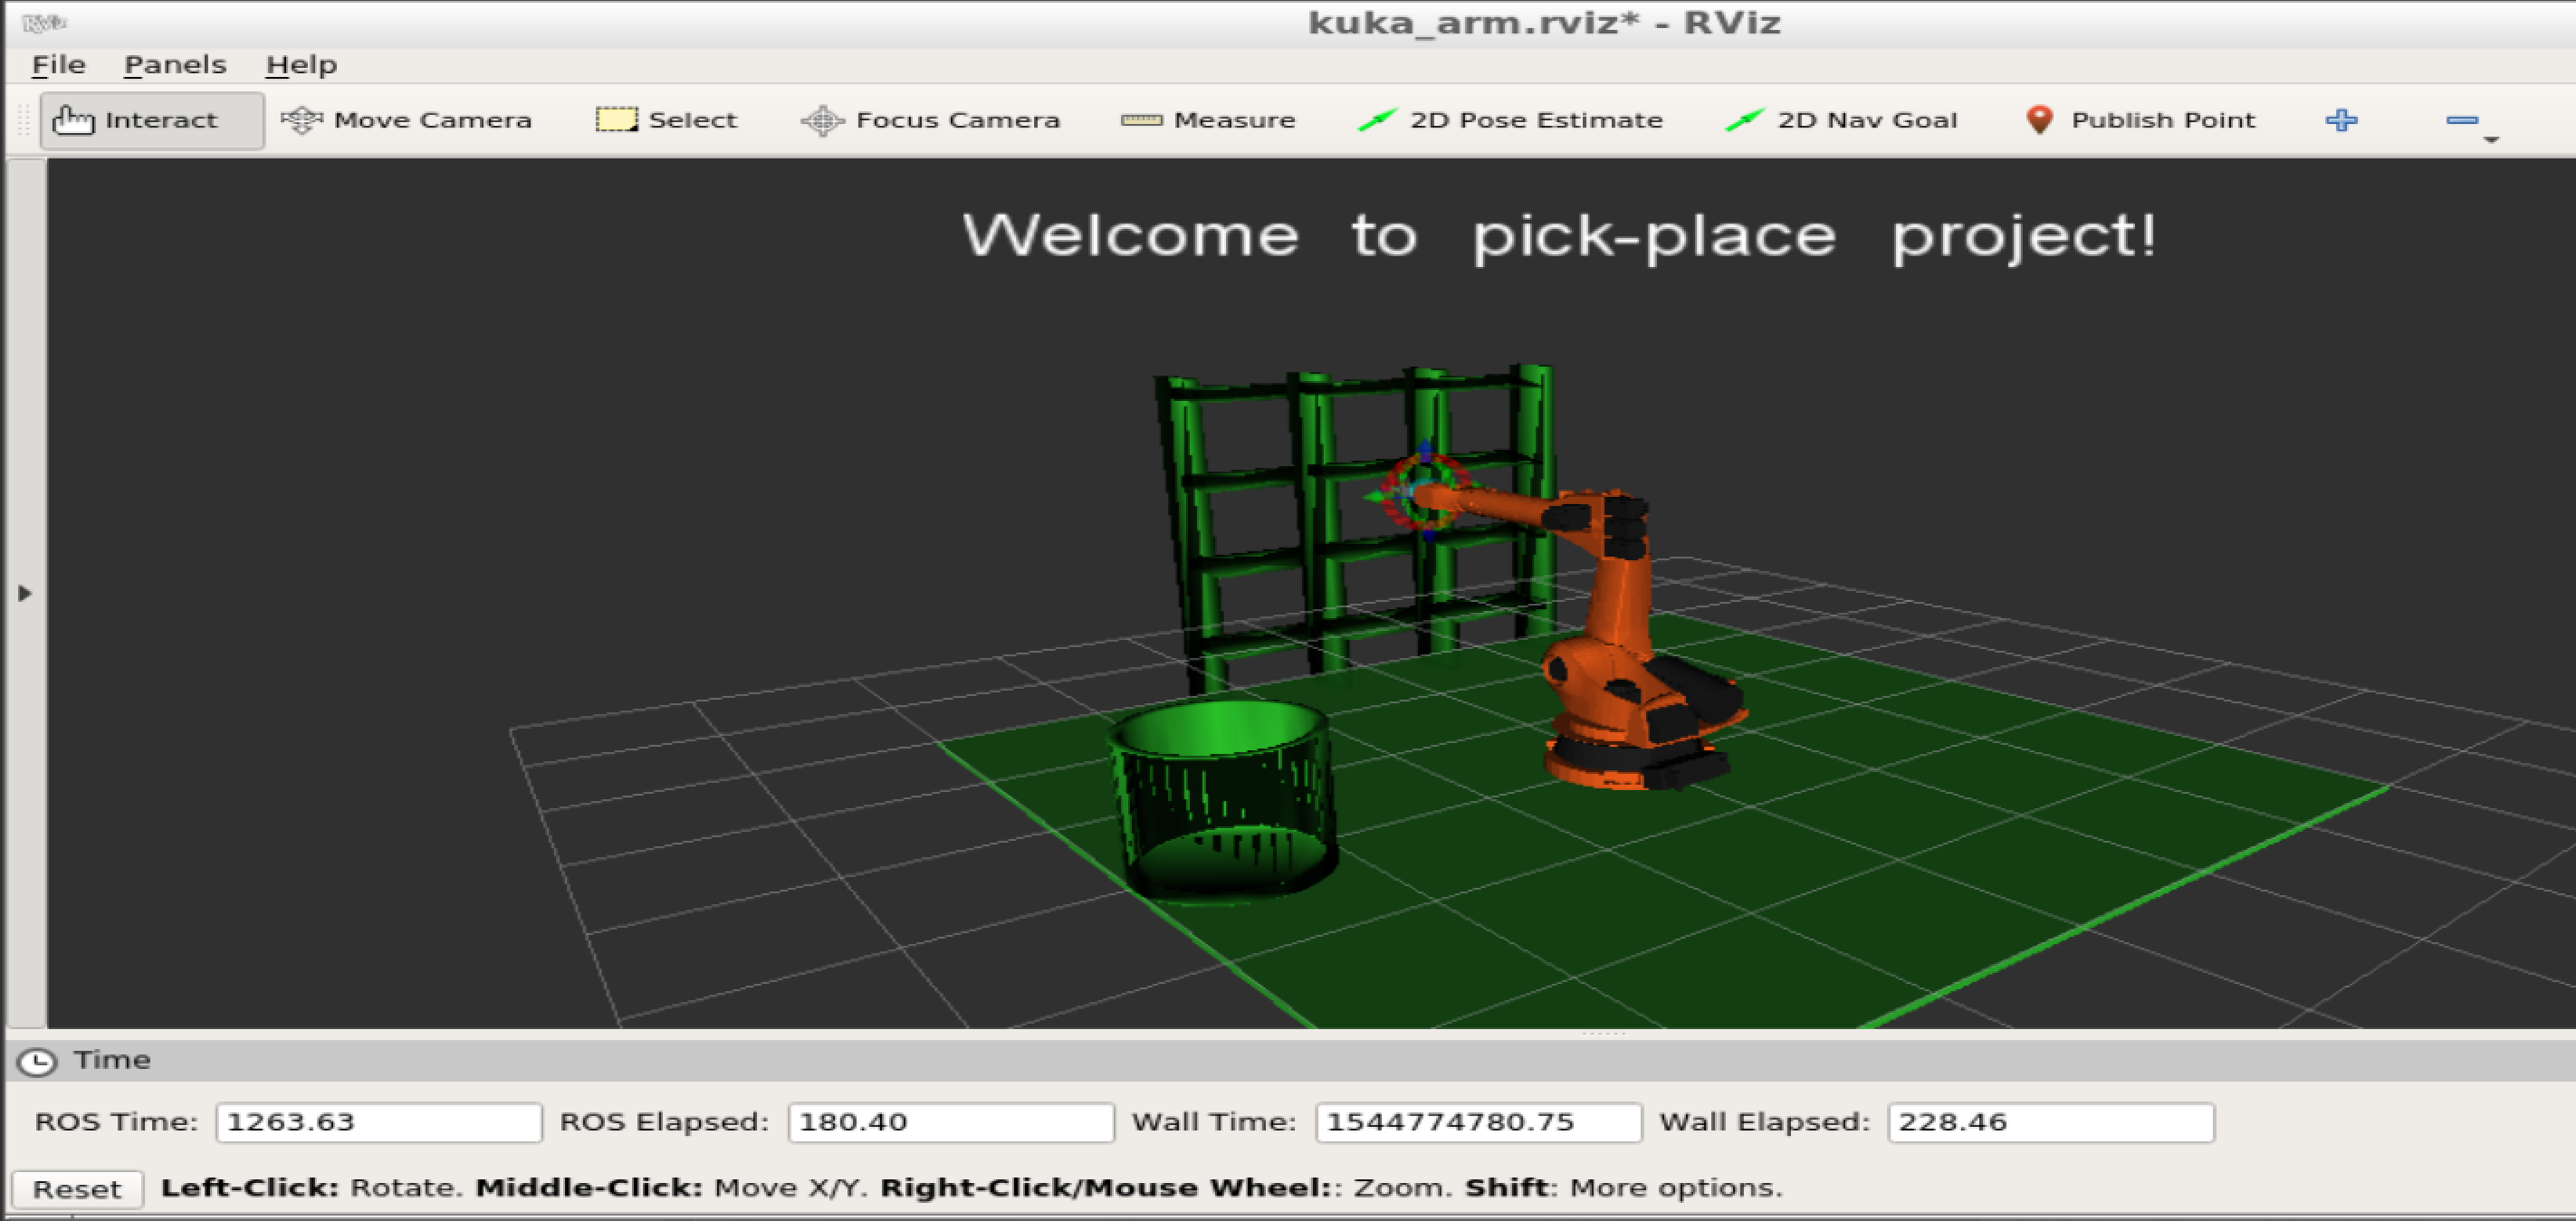 RViz
kuka_arm.rviz* - RViz
File Panels Help
Interact Move Camera Select Focus Camera Measure 2D Pose Estimate 2D Nav Goal Publish Point
Welcome to pick-place project!
Time
ROS Time: 1263.63 ROS Elapsed: 180.40 Wall Time: 1544774780.75 Wall Elapsed: 228.46
Reset Left-Click: Rotate. Middle-Click: Move X/Y. Right-Click/Mouse Wheel:: Zoom. Shift: More options.